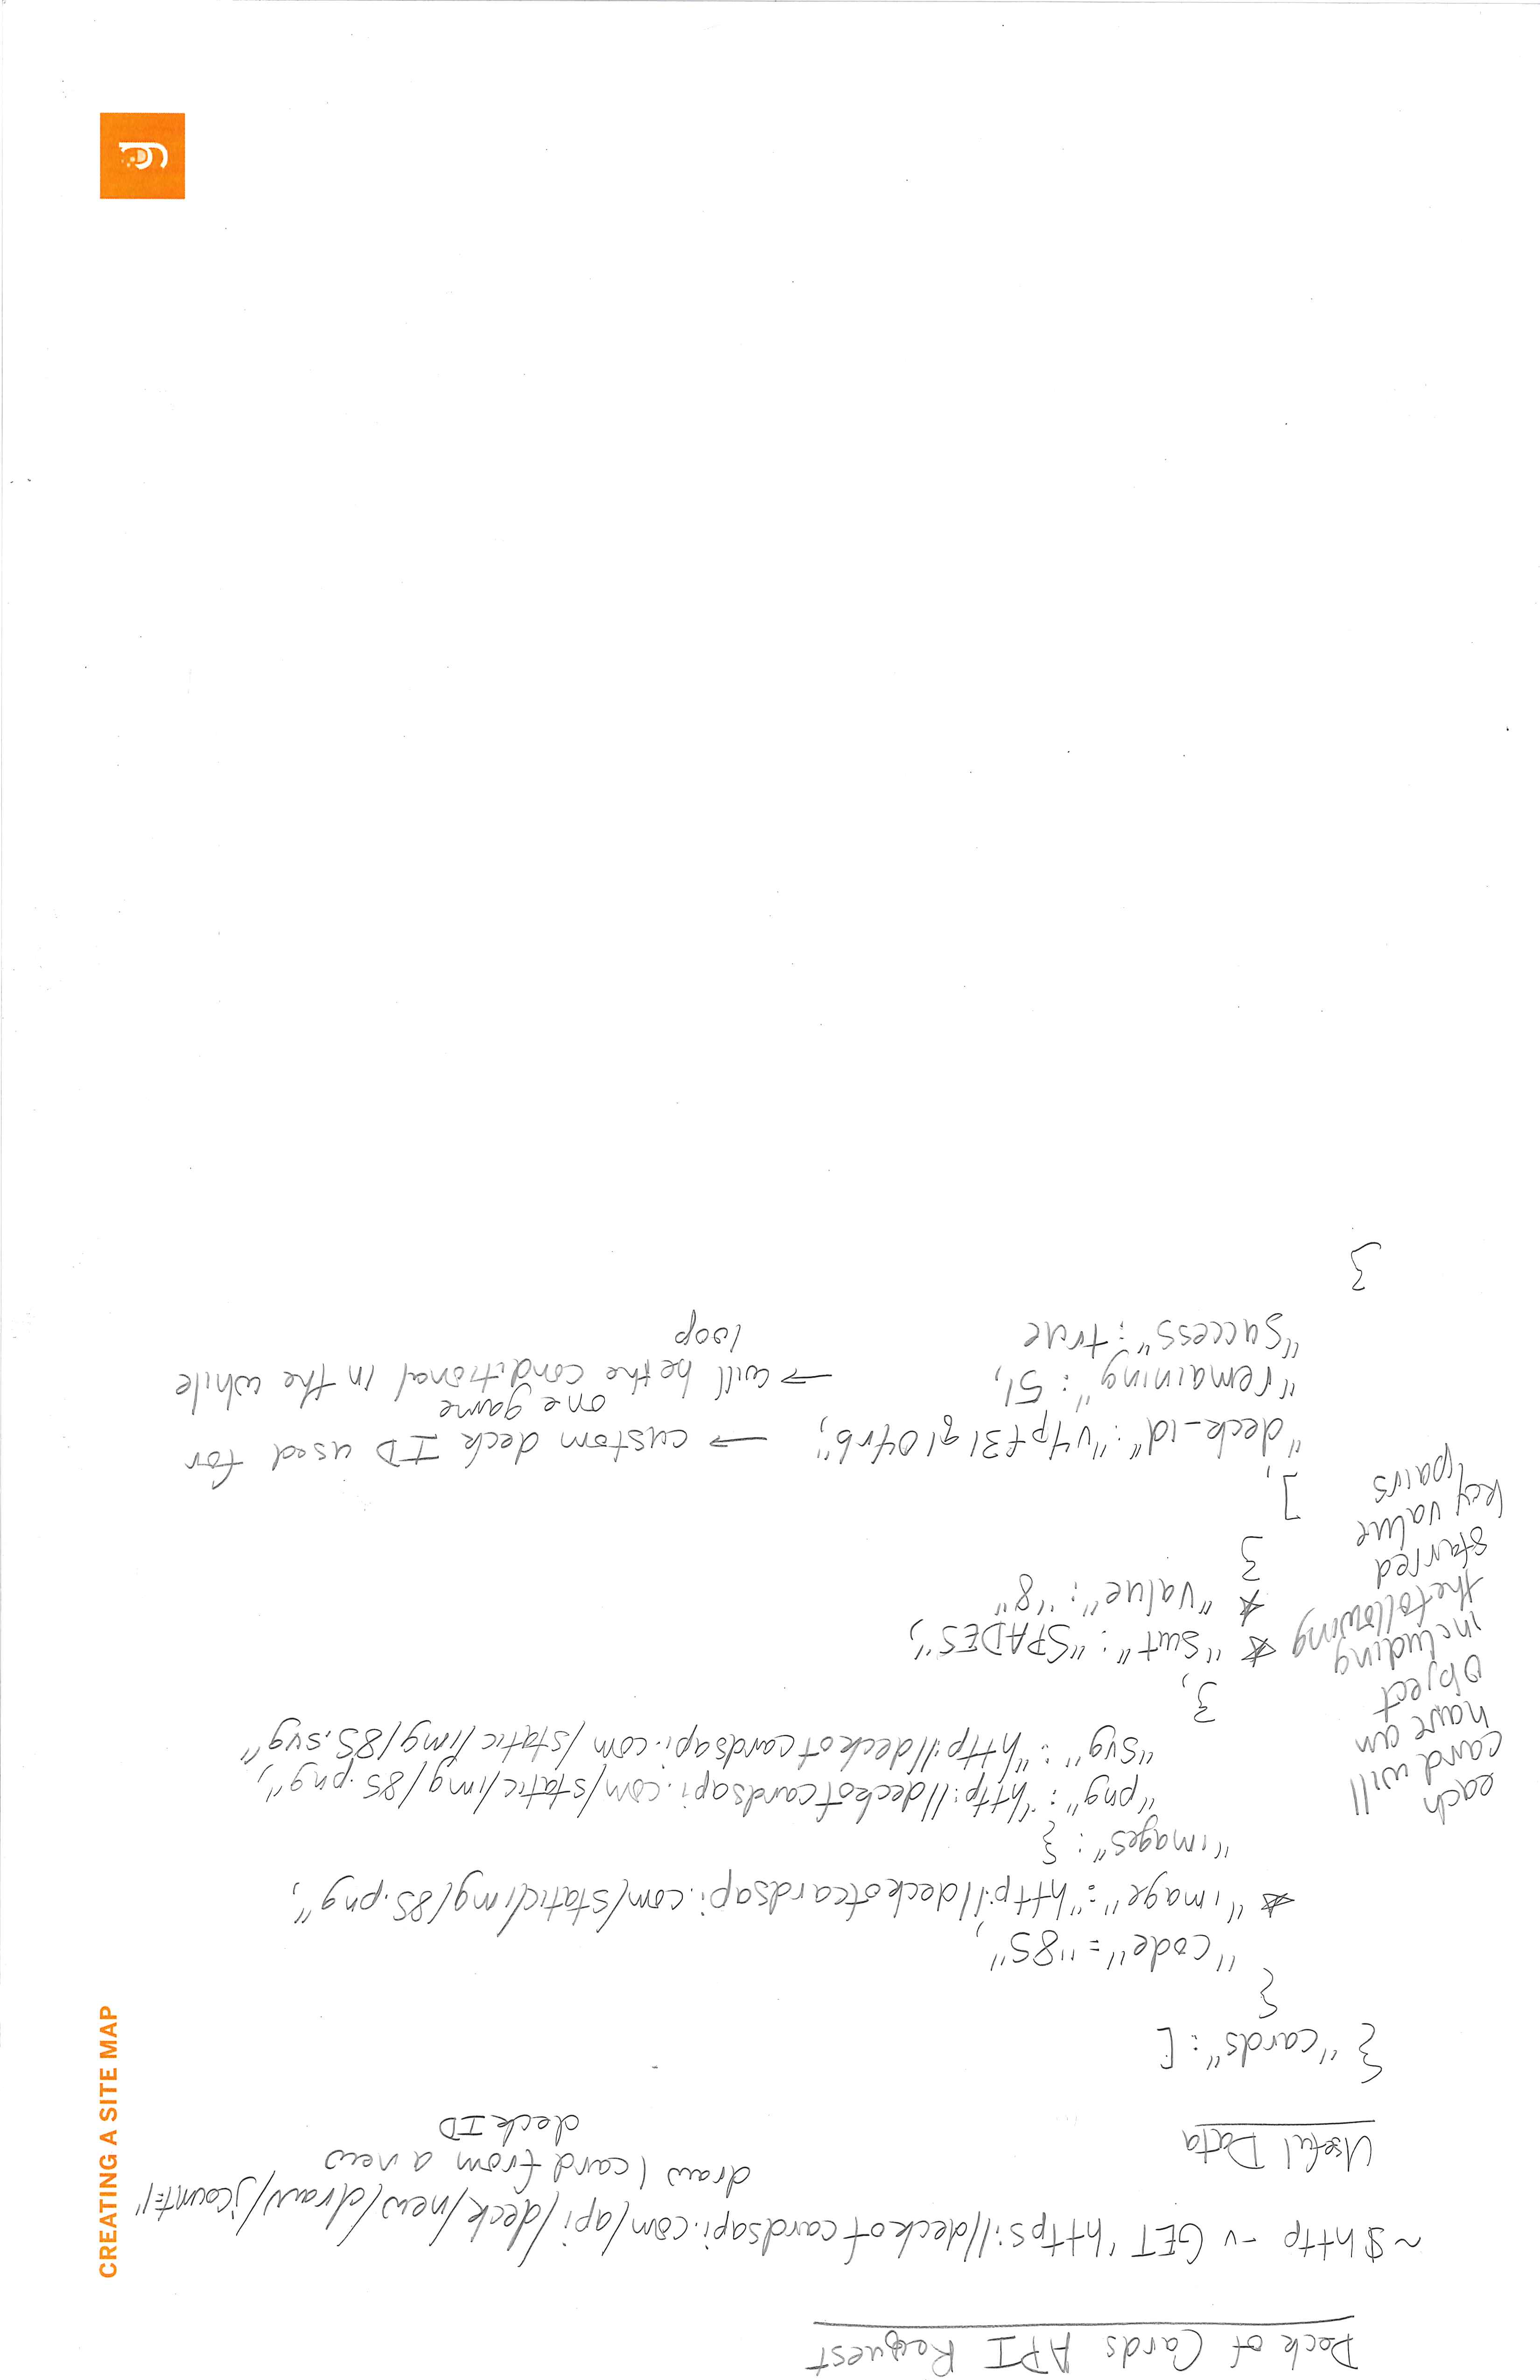 Deck of Cards API Request
~$ http -v GET 'https://deckofcardsapi.com/api/deck/new/draw/?count=1'
draw 1 card from a new
deck ID
Useful Data
{ "cards": [
{
"code"="8S",
* "image"="http://deckofcardsapi.com/static/img/8S.png",
"images": {
"png": "http://deckofcardsapi.com/static/img/8S.png",
"svg": "http://deckofcardsapi.com/static/img/8S.svg"
},
* "suit": "SPADES",
* "value": "8"
}
],
each
card will
have an
object
including
the following
starred
key value
pairs
"deck_id": "v4pf31q104rb", → custom deck ID used for
one game
"remaining": 51, → will be the conditional in the while
loop
"success": true
}
CREATING A SITE MAP